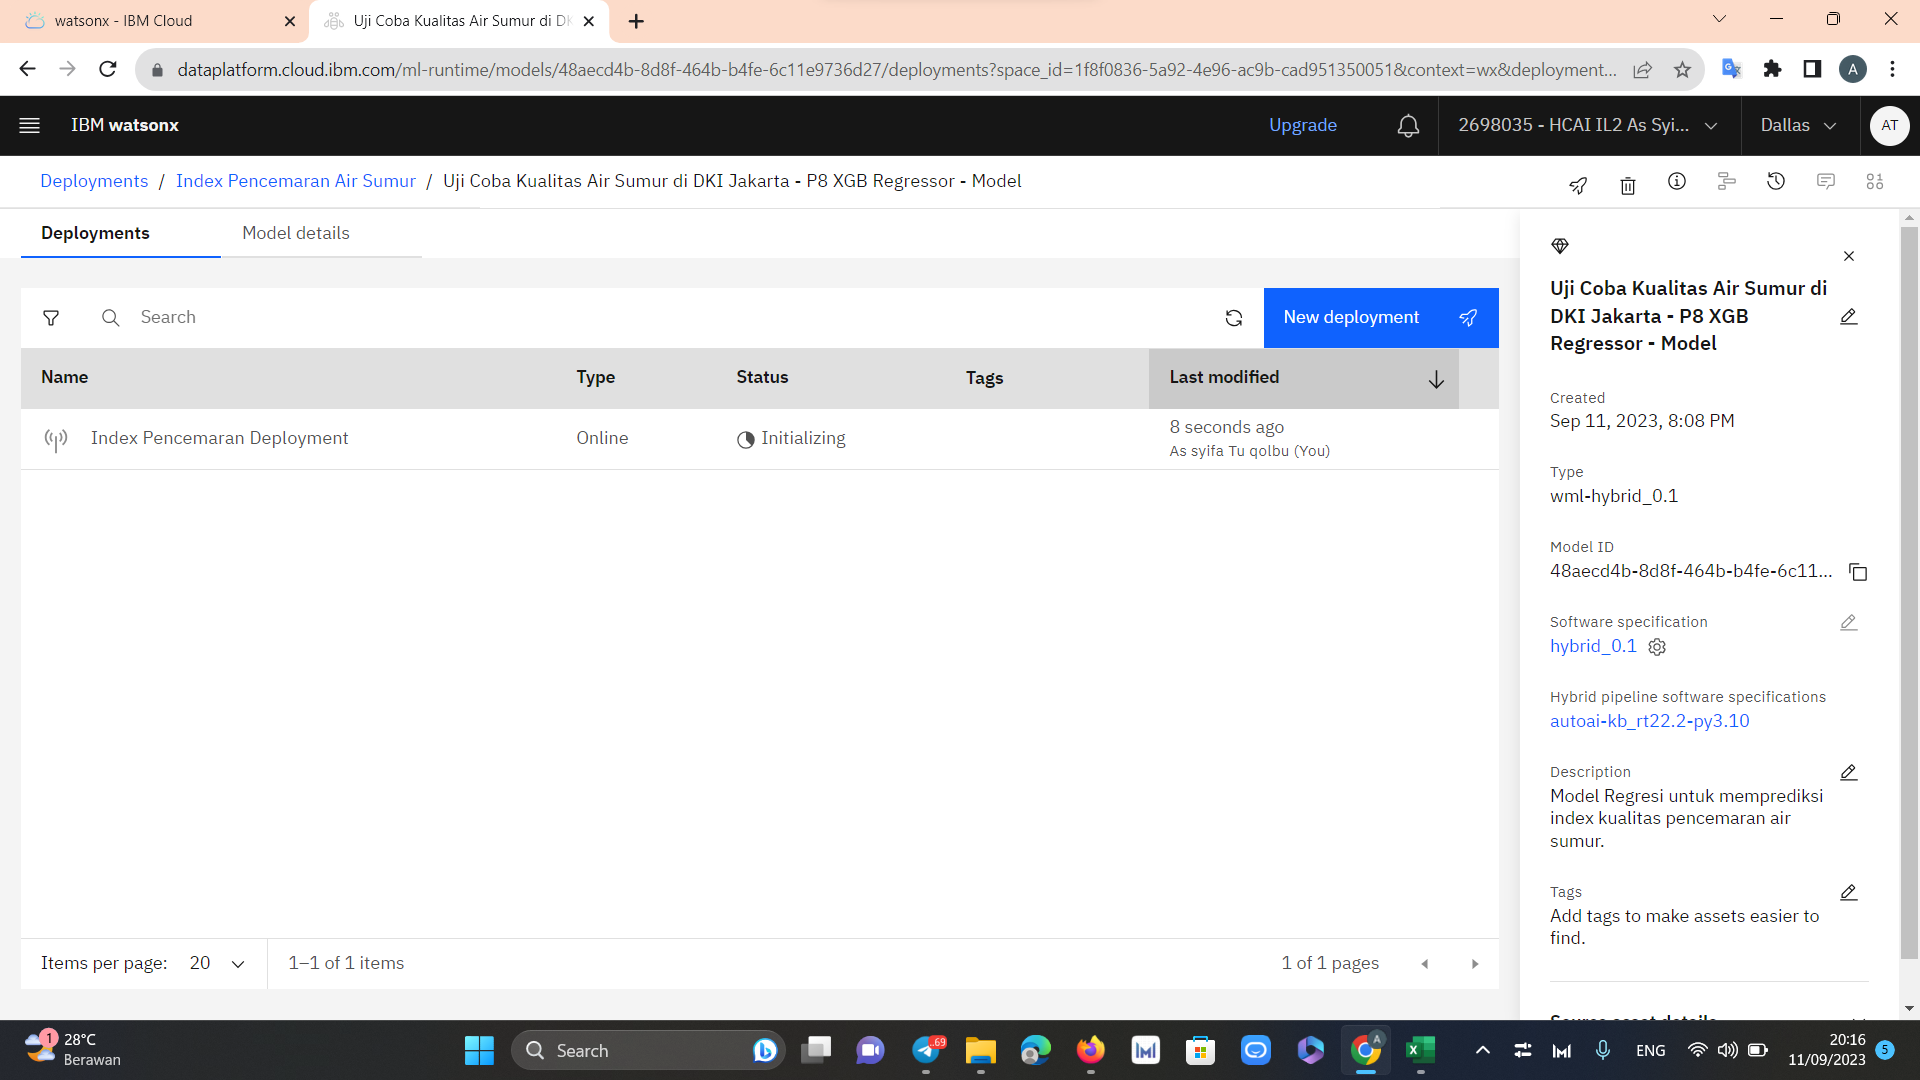 watsonx - IBM Cloud
Uji Coba Kualitas Air Sumur di DK
dataplatform.cloud.ibm.com/ml-runtime/models/48aecd4b-8d8f-464b-b4fe-6c11e9736d27/deployments?space_id=1f8f0836-5a92-4e96-ac9b-cad951350051&context=wx&deployment...
A
IBM watsonx
Upgrade
2698035 - HCAI IL2 As Syi...
Dallas
AT
Deployments / Index Pencemaran Air Sumur / Uji Coba Kualitas Air Sumur di DKI Jakarta - P8 XGB Regressor - Model
Deployments
Model details
Search
New deployment
Name Type Status Tags Last modified
Index Pencemaran Deployment Online Initializing 8 seconds ago
As syifa Tu qolbu (You)
Items per page: 20 1–1 of 1 items 1 of 1 pages
Uji Coba Kualitas Air Sumur di
DKI Jakarta - P8 XGB
Regressor - Model
Created
Sep 11, 2023, 8:08 PM
Type
wml-hybrid_0.1
Model ID
48aecd4b-8d8f-464b-b4fe-6c11...
Software specification
hybrid_0.1
Hybrid pipeline software specifications
autoai-kb_rt22.2-py3.10
Description
Model Regresi untuk memprediksi
index kualitas pencemaran air
sumur.
Tags
Add tags to make assets easier to
find.
Source asset details
1
28°C
Berawan
Search
69
A
ENG
20:16
11/09/2023
5